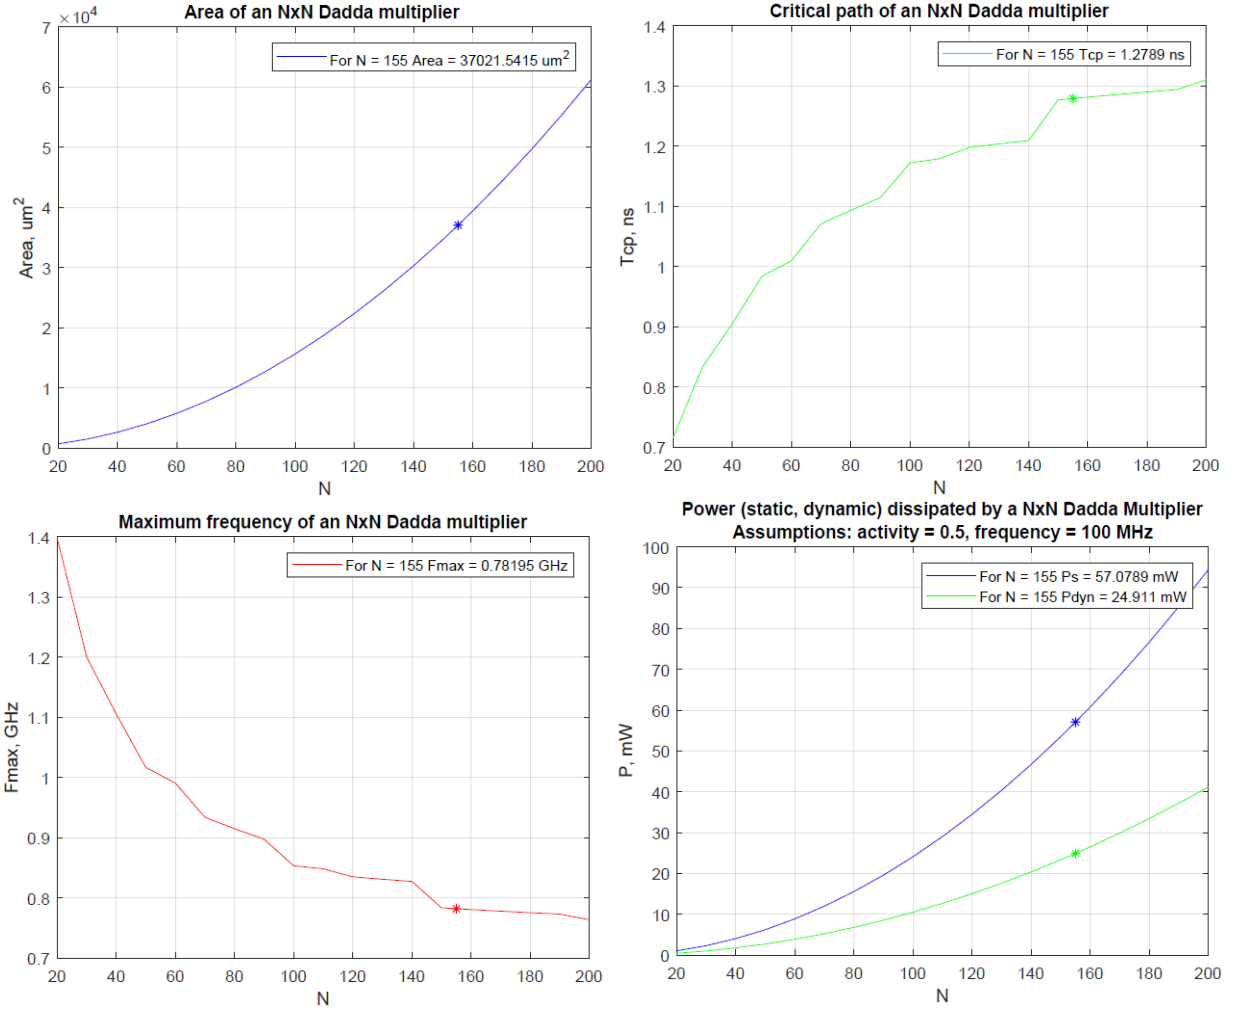 Area of an NxN Dadda multiplier
7 ×10^4
For N = 155 Area = 37021.5415 um^2
6
5
4
3
2
1
0
Area, um^2
20 40 60 80 100 120 140 160 180 200
N
Critical path of an NxN Dadda multiplier
1.4
For N = 155 Tcp = 1.2789 ns
1.3
1.2
1.1
1
0.9
0.8
0.7
Tcp, ns
20 40 60 80 100 120 140 160 180 200
N
Maximum frequency of an NxN Dadda multiplier
1.4
For N = 155 Fmax = 0.78195 GHz
1.3
1.2
1.1
1
0.9
0.8
0.7
Fmax, GHz
20 40 60 80 100 120 140 160 180 200
N
Power (static, dynamic) dissipated by a NxN Dadda Multiplier
Assumptions: activity = 0.5, frequency = 100 MHz
100
For N = 155 Ps = 57.0789 mW
For N = 155 Pdyn = 24.911 mW
90
80
70
60
50
40
30
20
10
0
P, mW
20 40 60 80 100 120 140 160 180 200
N